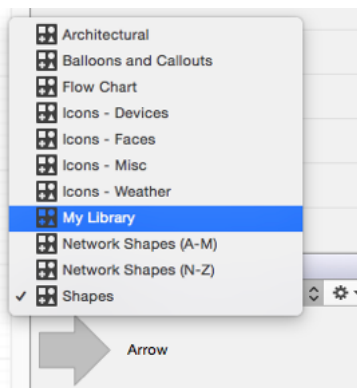 Architectural
Balloons and Callouts
Flow Chart
Icons - Devices
Icons - Faces
Icons - Misc
Icons - Weather
My Library
Network Shapes (A-M)
Network Shapes (N-Z)
Shapes
Arrow